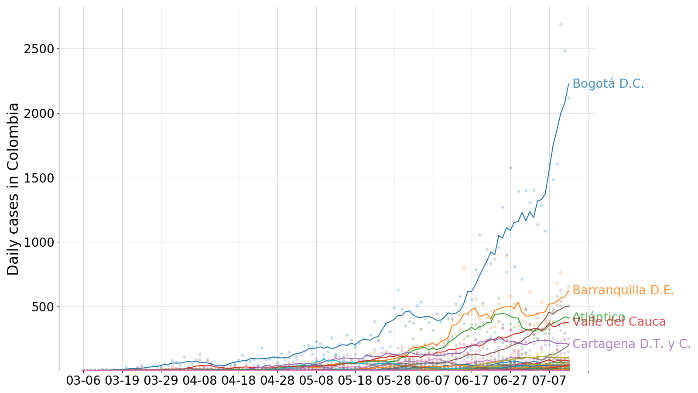 Daily cases in Colombia
2500
2000
1500
1000
500
Bogotá D.C.
Barranquilla D.E.
Atlántico
Valle del Cauca
Cartagena D.T. y C.
03-06 03-19 03-29 04-08 04-18 04-28 05-08 05-18 05-28 06-07 06-17 06-27 07-07